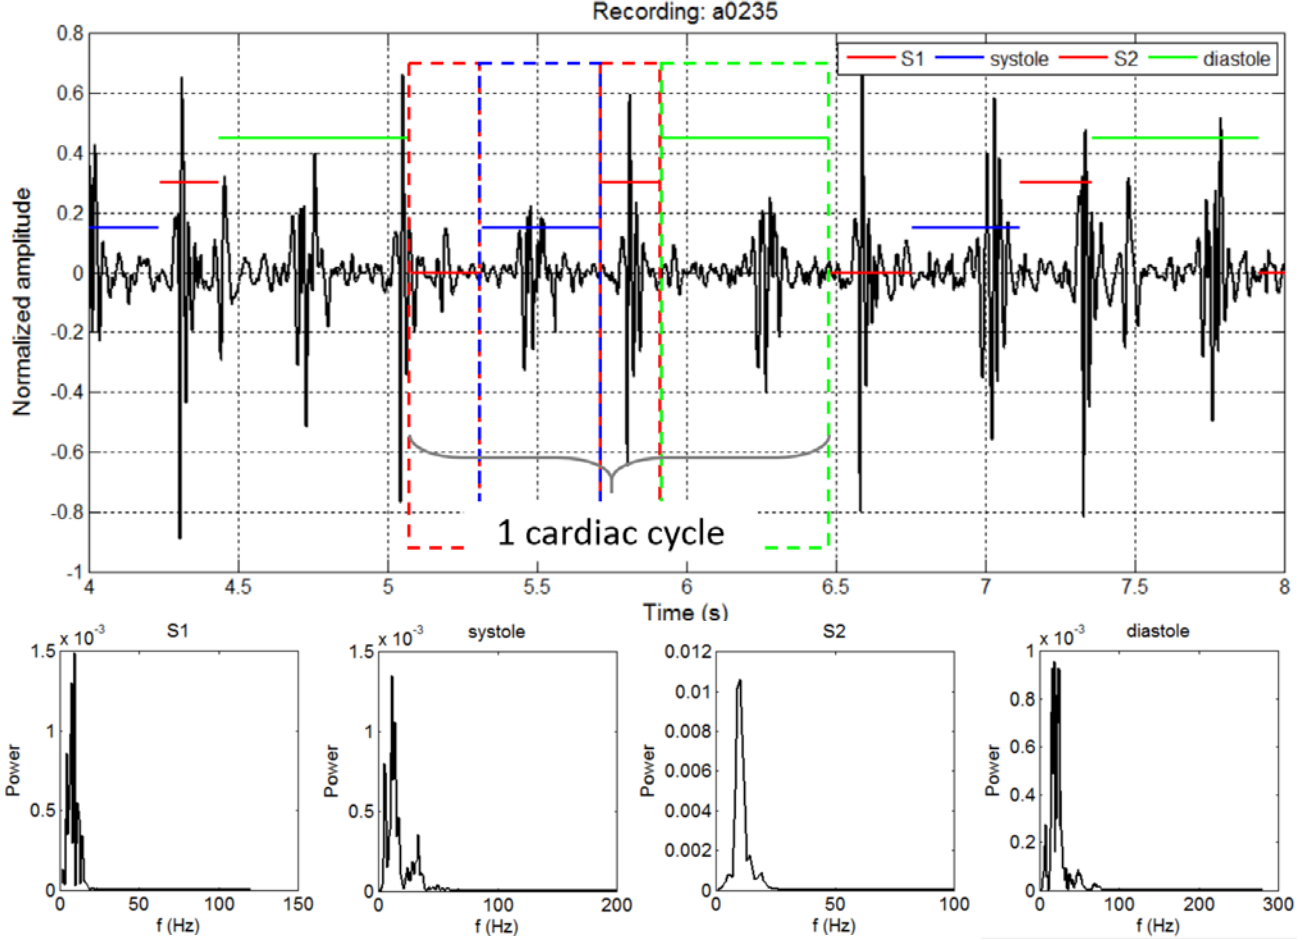 Recording: a0235
0.8
0.6
0.4
0.2
0
-0.2
-0.4
-0.6
-0.8
-1
Normalized amplitude
S1 systole S2 diastole
1 cardiac cycle
4 4.5 5 5.5 6 6.5 7 7.5 8
Time (s)
S1
x 10⁻³
1.5
1
0.5
0
Power
0 50 100 150
f (Hz)
systole
x 10⁻³
1.5
1
0.5
0
Power
0 50 100 150 200
f (Hz)
S2
0.012
0.01
0.008
0.006
0.004
0.002
0
Power
0 50 100
f (Hz)
diastole
x 10⁻³
1
0.8
0.6
0.4
0.2
0
Power
0 100 200 300
f (Hz)